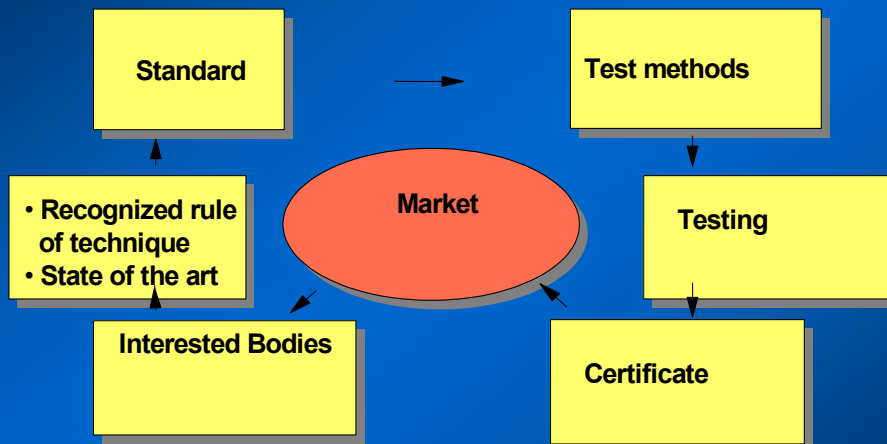 Standard
Test methods
Market
• Recognized rule
of technique
• State of the art
Testing
Interested Bodies
Certificate